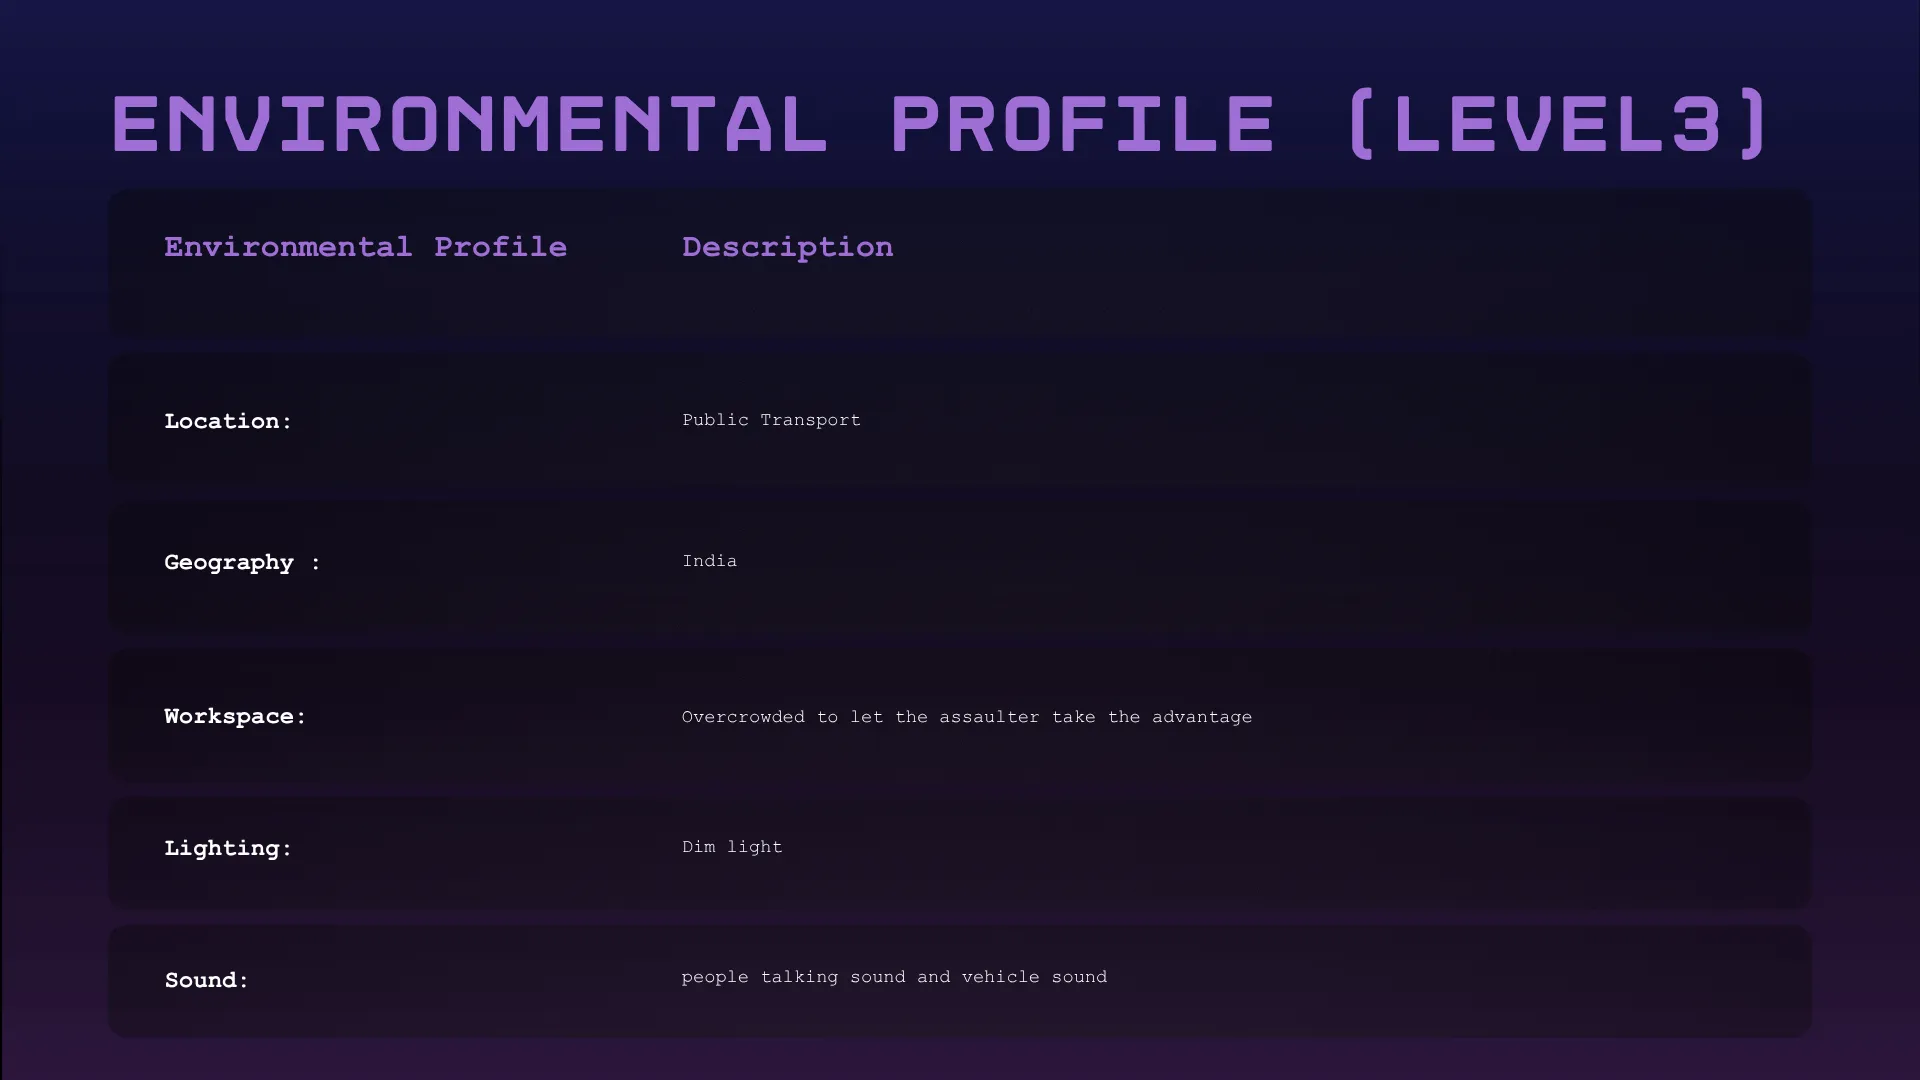 ENVIRONMENTAL PROFILE (LEVEL3)
Environmental Profile Description
Location: Public Transport
Geography : India
Workspace: Overcrowded to let the assaulter take the advantage
Lighting: Dim light
Sound: people talking sound and vehicle sound